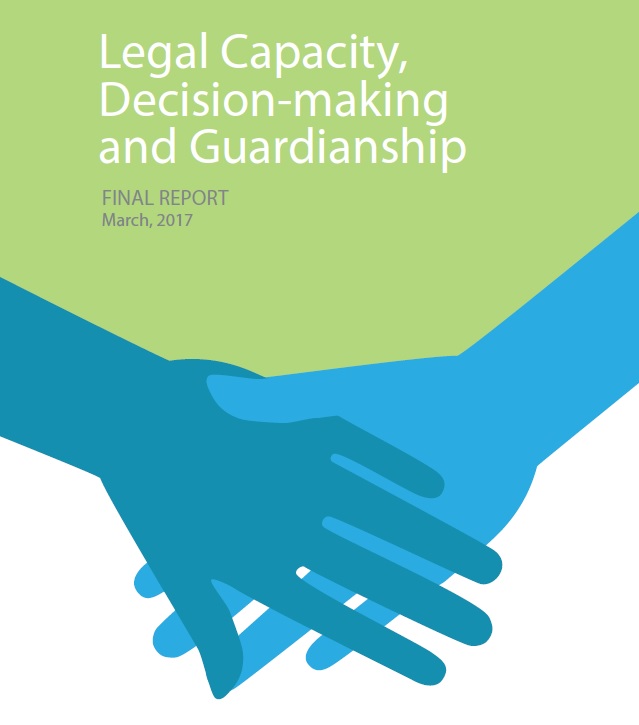 Legal Capacity,
Decision-making
and Guardianship
FINAL REPORT
March, 2017